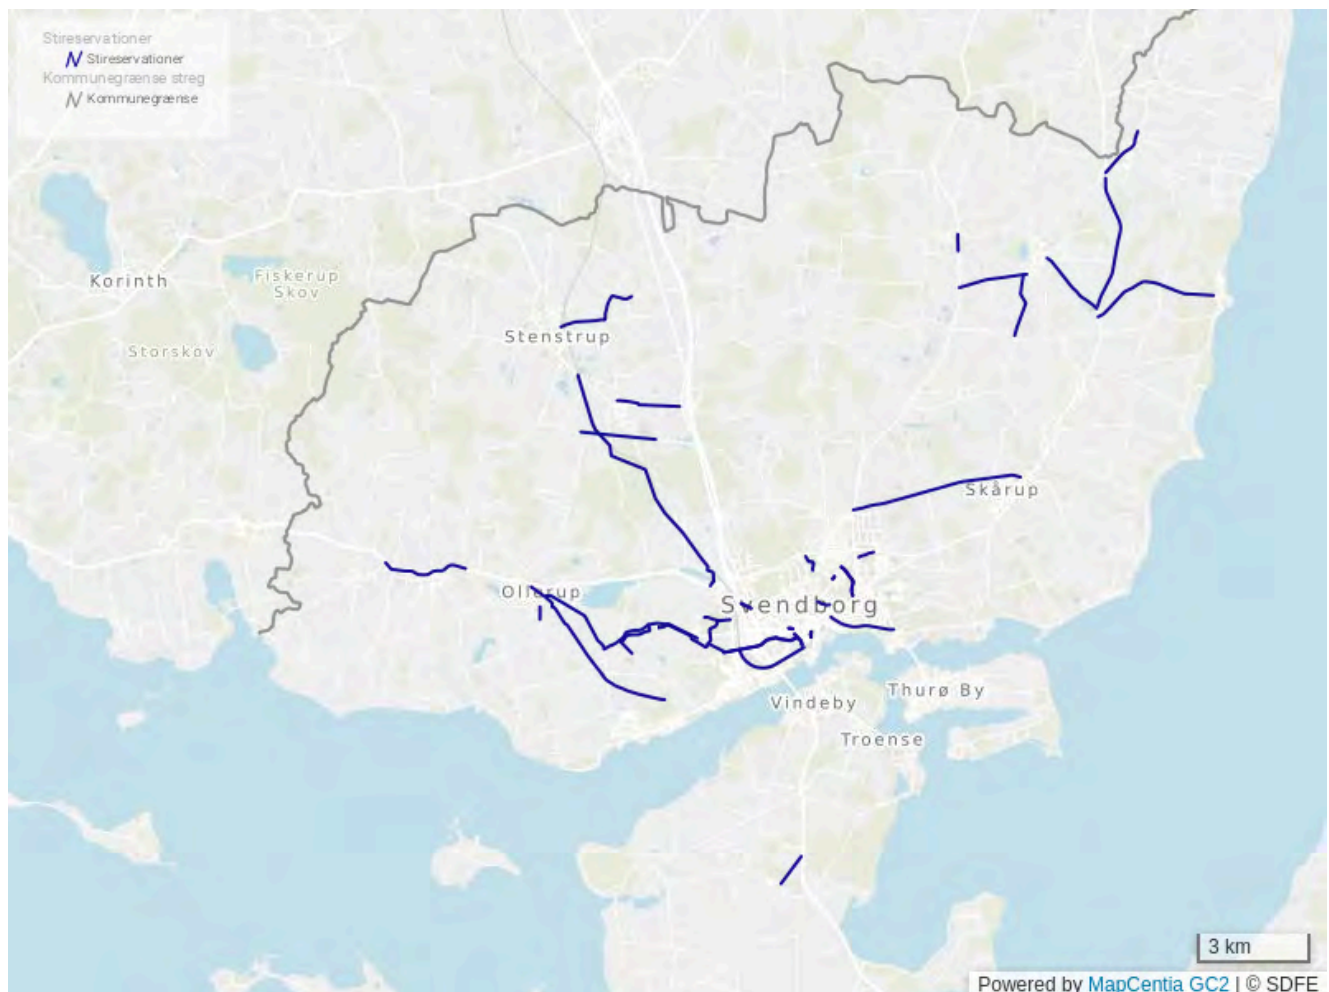 Stireservationer
Stireservationer
Kommunegrænse streg
Kommunegrænse
Korinth
Fiskerup
Skov
Storskov
Stenstrup
Skårup
Ollerup
Svendborg
Vindeby
Thurø By
Troense
3 km
Powered by MapCentia GC2 | © SDFE